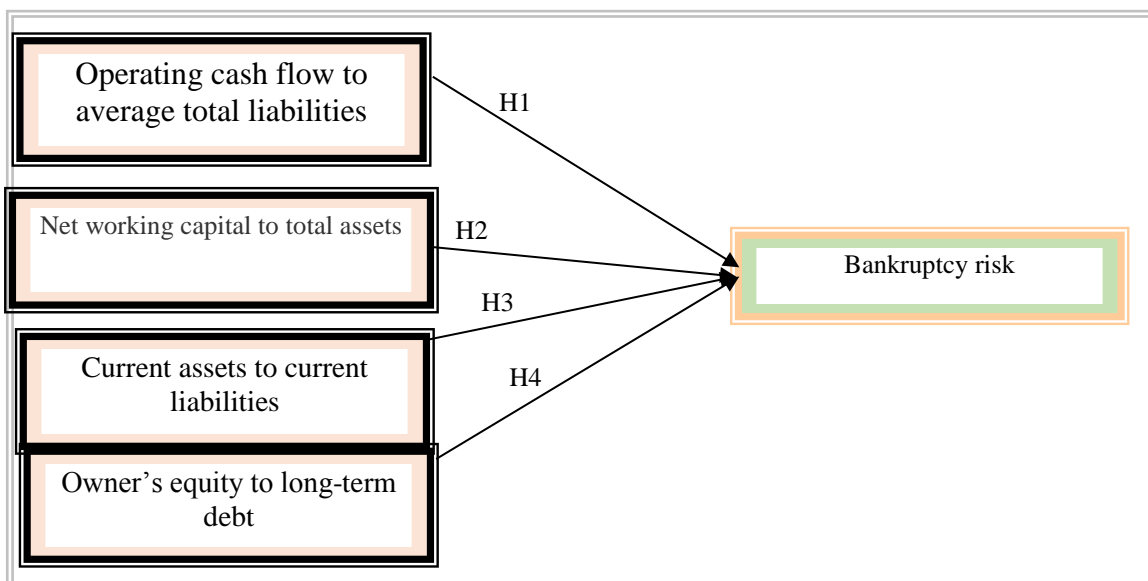 Operating cash flow to
average total liabilities
H1
Net working capital to total assets
H2
Bankruptcy risk
H3
Current assets to current
liabilities
H4
Owner’s equity to long-term
debt